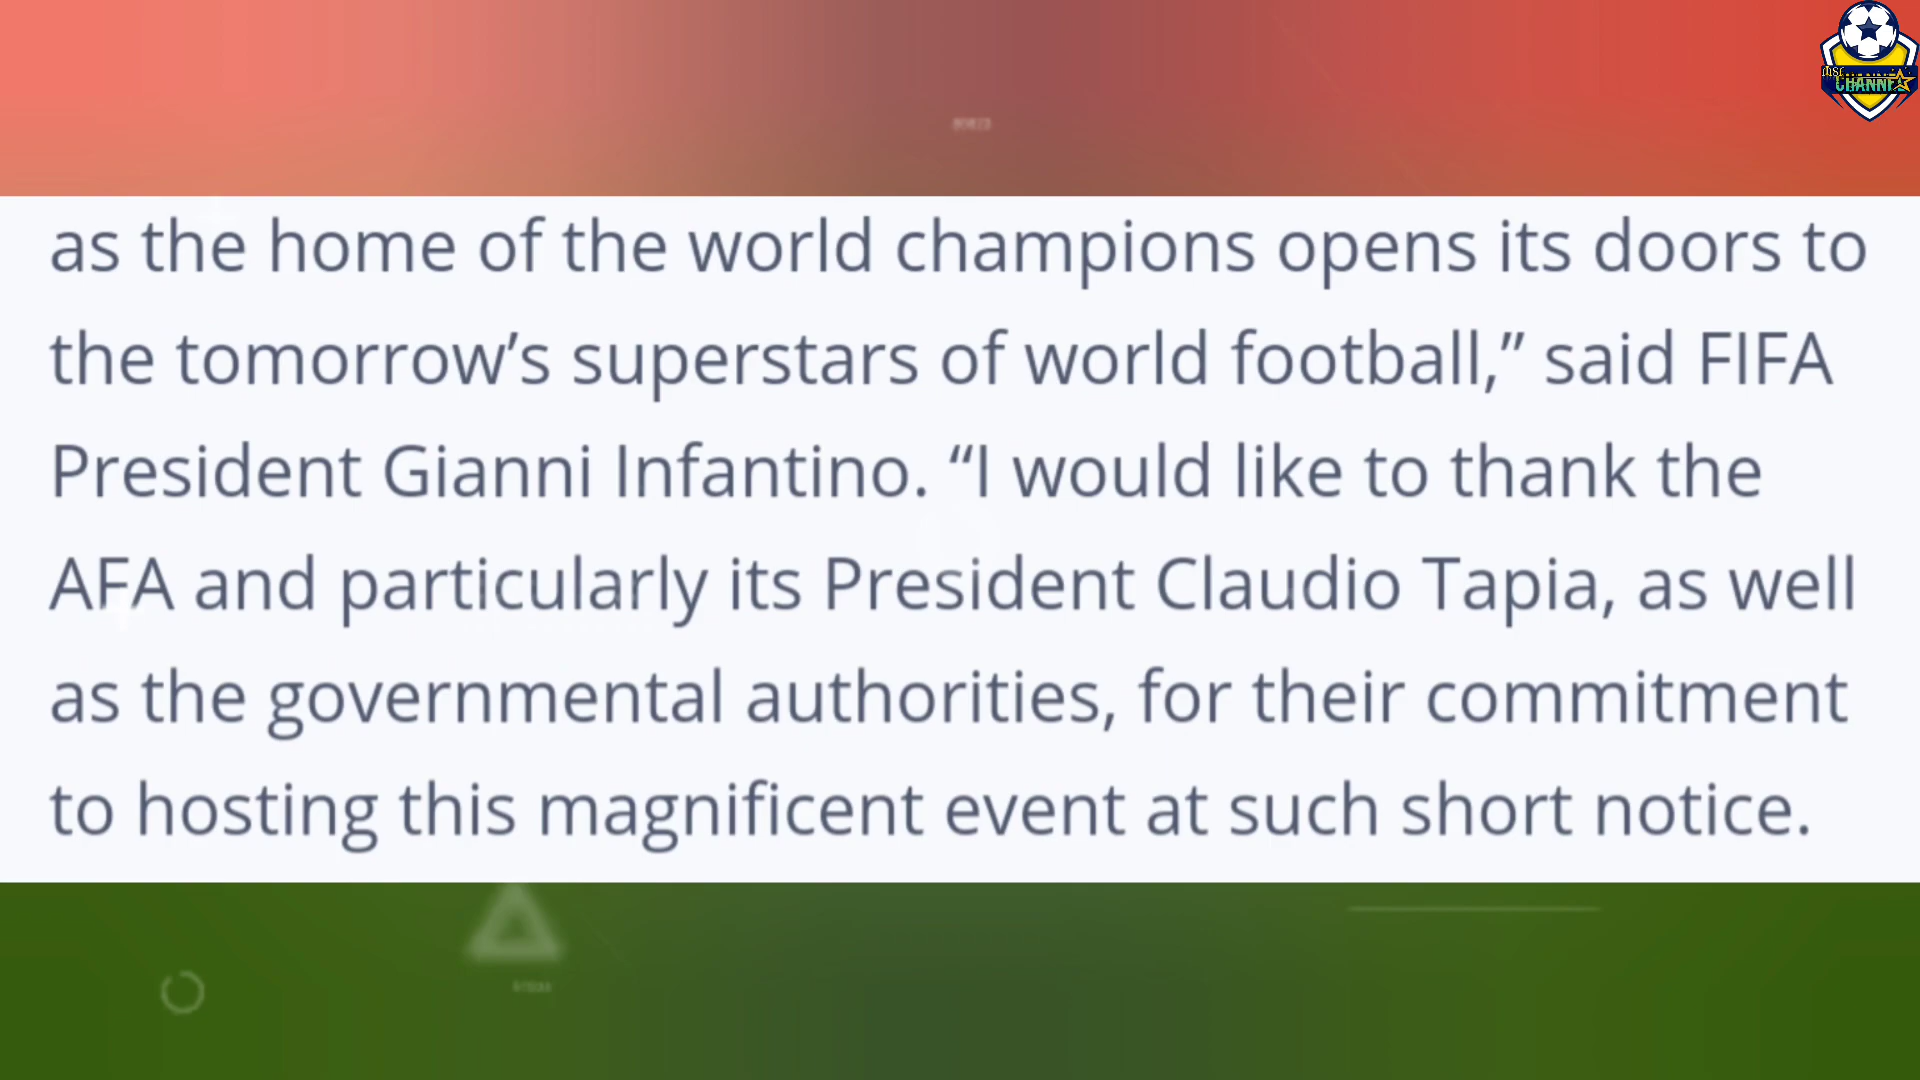 CHANNEL
as the home of the world champions opens its doors to
the tomorrow’s superstars of world football,” said FIFA
President Gianni Infantino. “I would like to thank the
AFA and particularly its President Claudio Tapia, as well
as the governmental authorities, for their commitment
to hosting this magnificent event at such short notice.